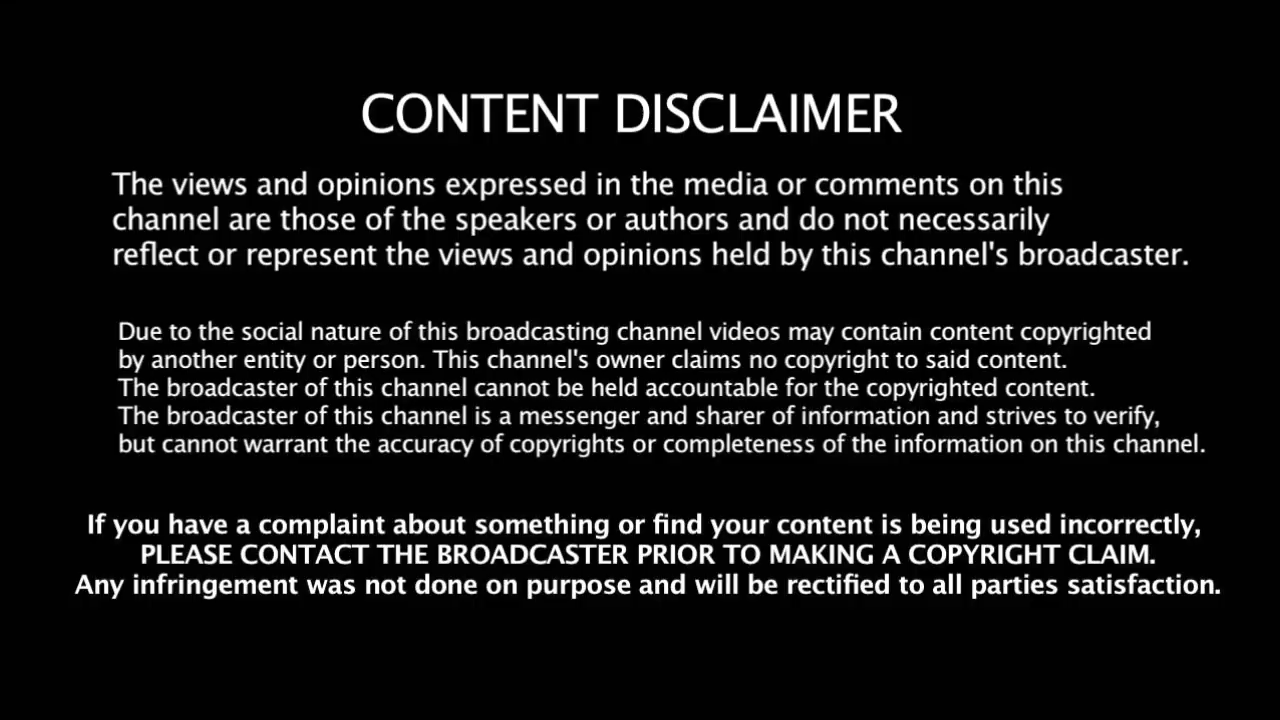 CONTENT DISCLAIMER
The views and opinions expressed in the media or comments on this
channel are those of the speakers or authors and do not necessarily
reflect or represent the views and opinions held by this channel's broadcaster.
Due to the social nature of this broadcasting channel videos may contain content copyrighted
by another entity or person. This channel's owner claims no copyright to said content.
The broadcaster of this channel cannot be held accountable for the copyrighted content.
The broadcaster of this channel is a messenger and sharer of information and strives to verify,
but cannot warrant the accuracy of copyrights or completeness of the information on this channel.
If you have a complaint about something or find your content is being used incorrectly,
PLEASE CONTACT THE BROADCASTER PRIOR TO MAKING A COPYRIGHT CLAIM.
Any infringement was not done on purpose and will be rectified to all parties satisfaction.